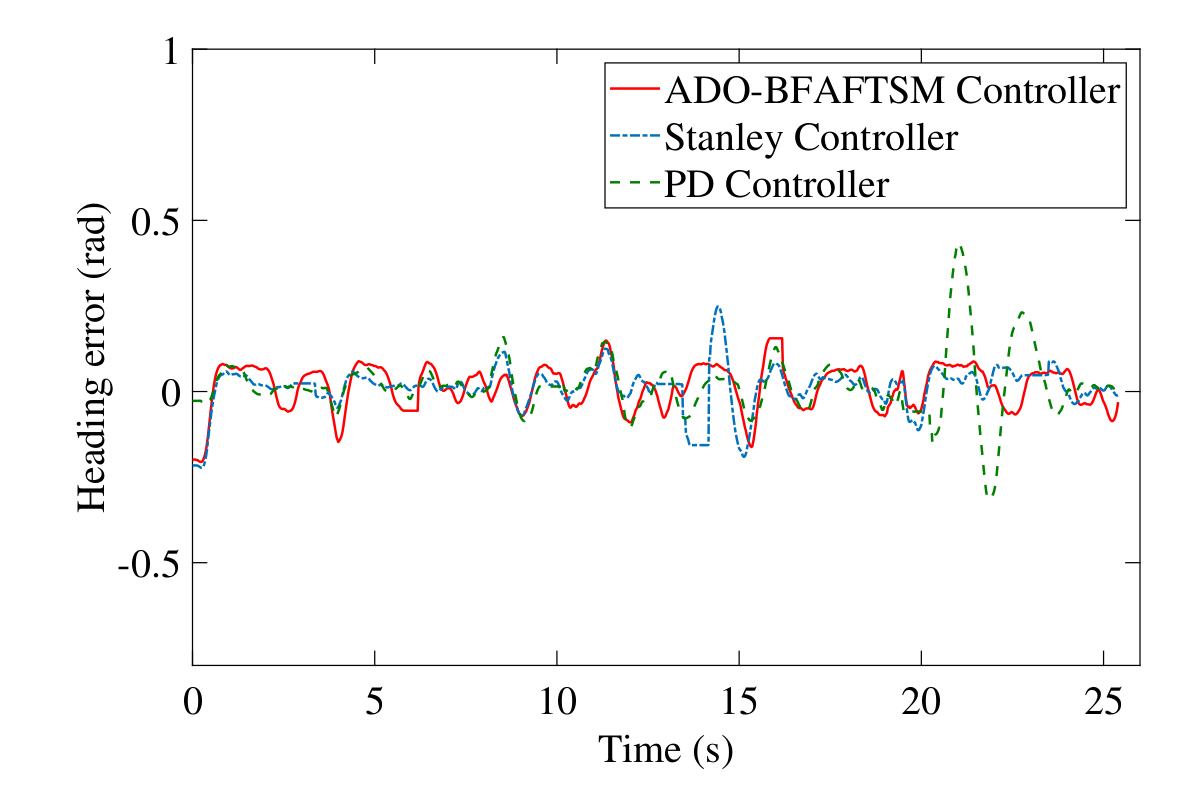 1
0.5
0
-0.5
Heading error (rad)
ADO-BFAFTSM Controller
Stanley Controller
PD Controller
0 5 10 15 20 25
Time (s)